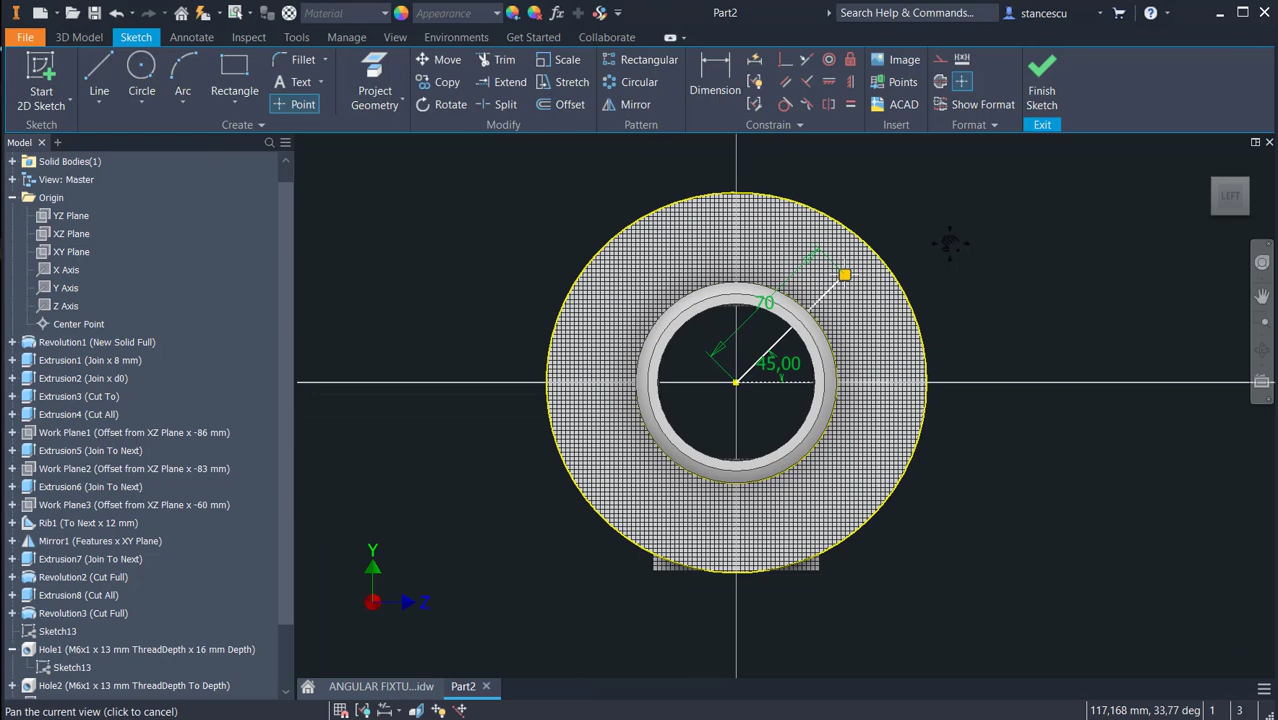 Material
Appearance
Part2
Search Help & Commands...
stancescu
File
3D Model
Sketch
Annotate
Inspect
Tools
Manage
View
Environments
Get Started
Collaborate
Start
2D Sketch
Line
Circle
Arc
Rectangle
Fillet
Text
Point
Project
Geometry
Move
Copy
Rotate
Trim
Extend
Split
Scale
Stretch
Offset
Rectangular
Circular
Mirror
Dimension
Image
Points
ACAD
Show Format
Finish
Sketch
Sketch
Create
Modify
Pattern
Constrain
Insert
Format
Exit
Model
Solid Bodies(1)
View: Master
Origin
YZ Plane
XZ Plane
XY Plane
X Axis
Y Axis
Z Axis
Center Point
Revolution1 (New Solid Full)
Extrusion1 (Join x 8 mm)
Extrusion2 (Join x d0)
Extrusion3 (Cut To)
Extrusion4 (Cut All)
Work Plane1 (Offset from XZ Plane x -86 mm)
Extrusion5 (Join To Next)
Work Plane2 (Offset from XZ Plane x -83 mm)
Extrusion6 (Join To Next)
Work Plane3 (Offset from XZ Plane x -60 mm)
Rib1 (To Next x 12 mm)
Mirror1 (Features x XY Plane)
Extrusion7 (Join To Next)
Revolution2 (Cut Full)
Extrusion8 (Cut All)
Revolution3 (Cut Full)
Sketch13
Hole1 (M6x1 x 13 mm ThreadDepth x 16 mm Depth)
Sketch13
Hole2 (M6x1 x 13 mm ThreadDepth To Depth)
LEFT
70
45,00
Y
Z
ANGULAR FIXTU...idw
Part2
Pan the current view (click to cancel)
117,168 mm, 33,77 deg
1
3